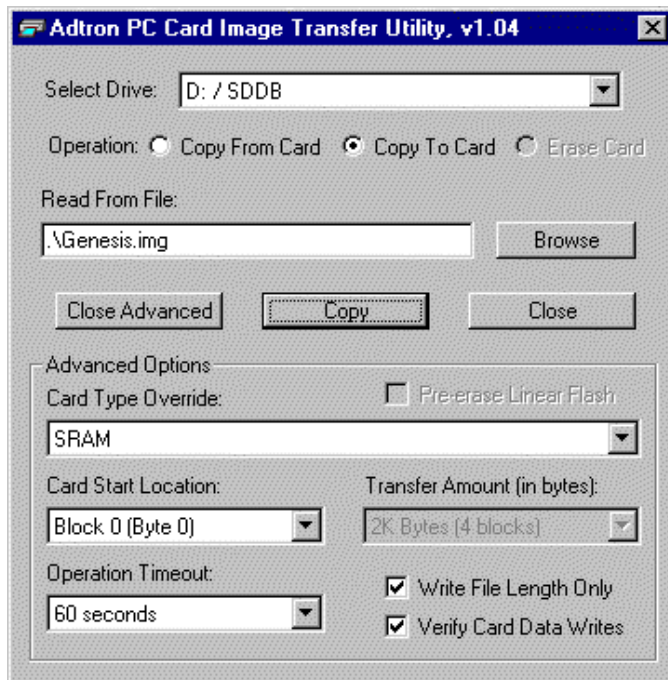 Adtron PC Card Image Transfer Utility, v1.04
Select Drive: D: / SDDB
Operation: Copy From Card Copy To Card Erase Card
Read From File:
.\Genesis.img Browse
Close Advanced Copy Close
Advanced Options
Card Type Override: Pre-erase Linear Flash
SRAM
Card Start Location: Transfer Amount (in bytes):
Block 0 (Byte 0) 2K Bytes (4 blocks)
Operation Timeout: Write File Length Only
60 seconds Verify Card Data Writes